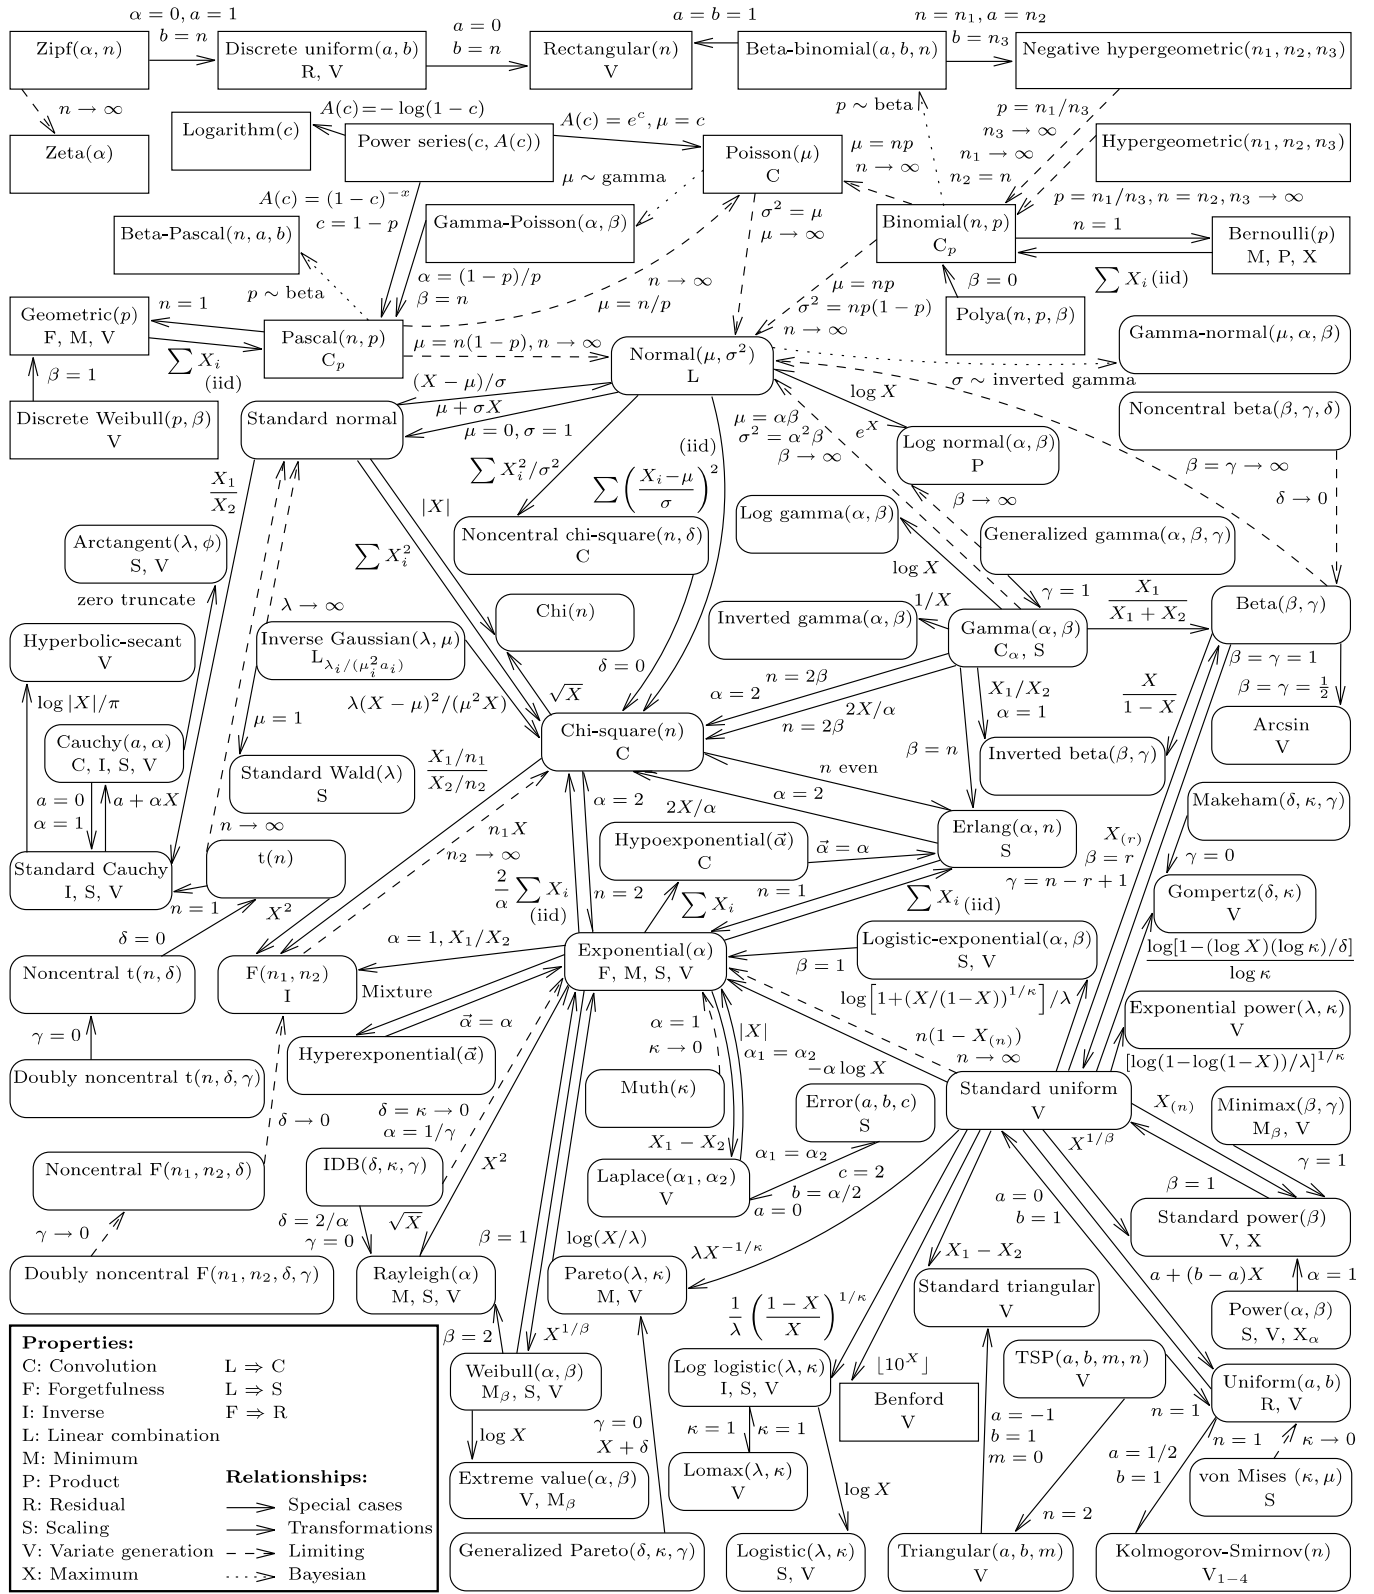 α = 0, a = 1
b = n
a = 0
b = n
a = b = 1
n = n₁, a = n₂
b = n₃
Zipf(α, n)
Discrete uniform(a, b)
R, V
Rectangular(n)
V
Beta-binomial(a, b, n)
Negative hypergeometric(n₁, n₂, n₃)
n → ∞
A(c) = − log(1 − c)
p ∼ beta
p = n₁/n₃
n₃ → ∞
n₁ → ∞
n₂ = n
Logarithm(c)
Power series(c, A(c))
A(c) = eᶜ, μ = c
Zeta(α)
Poisson(μ)
C
μ = np
n → ∞
Hypergeometric(n₁, n₂, n₃)
A(c) = (1 − c)⁻ˣ
c = 1 − p
μ ∼ gamma
σ² = μ
μ → ∞
p = n₁/n₃, n = n₂, n₃ → ∞
Beta-Pascal(n, a, b)
Gamma-Poisson(α, β)
Binomial(n, p)
Cₚ
n = 1
Bernoulli(p)
M, P, X
∑ Xᵢ (iid)
p ∼ beta
α = (1 − p)/p
β = n
n → ∞
μ = n/p
μ = np
σ² = np(1 − p)
n → ∞
β = 0
Polya(n, p, β)
Geometric(p)
F, M, V
n = 1
∑ Xᵢ
(iid)
Pascal(n, p)
Cₚ
μ = n(1 − p), n → ∞
Normal(μ, σ²)
L
Gamma-normal(μ, α, β)
σ ∼ inverted gamma
β = 1
Discrete Weibull(p, β)
V
Standard normal
(X − μ)/σ
μ + σX
μ = 0, σ = 1
log X
eˣ
Log normal(α, β)
P
Noncentral beta(β, γ, δ)
μ = αβ
σ² = α²β
β → ∞
(iid)
∑ Xᵢ²/σ²
∑ ((Xᵢ − μ)/σ)²
β = γ → ∞
δ → 0
X₁
X₂
|X|
β → ∞
Log gamma(α, β)
Generalized gamma(α, β, γ)
Arctangent(λ, φ)
S, V
Noncentral chi-square(n, δ)
C
∑ Xᵢ²
log X
γ = 1
X₁
X₁ + X₂
zero truncate
λ → ∞
Chi(n)
1/X
Inverted gamma(α, β)
Gamma(α, β)
C_α, S
Beta(β, γ)
Hyperbolic-secant
V
Inverse Gaussian(λ, μ)
L_{λᵢ/(μᵢ²aᵢ)}
δ = 0
n = 2β
α = 2
2X/α
n = 2β
X₁/X₂
α = 1
X
1 − X
β = γ = 1
β = γ = ½
log |X|/π
λ(X − μ)²/(μ²X)
√X
μ = 1
Cauchy(a, α)
C, I, S, V
Chi-square(n)
C
β = n
Inverted beta(β, γ)
Arcsin
V
Standard Wald(λ)
S
X₁/n₁
X₂/n₂
n even
α = 2
2X/α
a = 0
α = 1
a + αX
n → ∞
n₁X
n₂ → ∞
α = 2
Hypoexponential(α⃗)
C
α⃗ = α
Erlang(α, n)
S
Makeham(δ, κ, γ)
Standard Cauchy
I, S, V
t(n)
n = 1
X₍ᵣ₎
β = r
γ = n − r + 1
γ = 0
2
α
∑ Xᵢ
(iid)
n = 2
∑ Xᵢ
n = 1
∑ Xᵢ (iid)
Gompertz(δ, κ)
V
X²
δ = 0
α = 1, X₁/X₂
Exponential(α)
F, M, S, V
β = 1
Logistic-exponential(α, β)
S, V
log[1−(log X)(log κ)/δ]
log κ
Noncentral t(n, δ)
F(n₁, n₂)
I
Mixture
log[1+(X/(1−X))^{1/κ}]/λ
Exponential power(λ, κ)
V
γ = 0
α⃗ = α
Hyperexponential(α⃗)
α = 1
κ → 0
|X|
α₁ = α₂
n(1 − X₍ₙ₎)
n → ∞
[log(1−log(1−X))/λ]^{1/κ}
Doubly noncentral t(n, δ, γ)
Muth(κ)
−α log X
Standard uniform
V
Error(a, b, c)
S
X₍ₙ₎
Minimax(β, γ)
M_β, V
δ → 0
δ = κ → 0
α = 1/γ
X^{1/β}
γ = 1
Noncentral F(n₁, n₂, δ)
IDB(δ, κ, γ)
X²
X₁ − X₂
α₁ = α₂
c = 2
b = α/2
a = 0
Laplace(α₁, α₂)
V
a = 0
b = 1
β = 1
Standard power(β)
V, X
γ → 0
δ = 2/α
γ = 0
√X
β = 1
log(X/λ)
λX^{−1/κ}
X₁ − X₂
a + (b − a)X
α = 1
Doubly noncentral F(n₁, n₂, δ, γ)
Rayleigh(α)
M, S, V
Pareto(λ, κ)
M, V
Standard triangular
V
Power(α, β)
S, V, X_α
1
λ
((1 − X)/X)^{1/κ}
β = 2
X^{1/β}
Weibull(α, β)
M_β, S, V
Log logistic(λ, κ)
I, S, V
⌊10ˣ⌋
Benford
V
TSP(a, b, m, n)
V
Uniform(a, b)
R, V
n = 1
log X
γ = 0
X + δ
κ = 1
κ = 1
a = −1
b = 1
m = 0
a = 1/2
b = 1
n = 1
κ → 0
Extreme value(α, β)
V, M_β
Lomax(λ, κ)
V
log X
von Mises (κ, μ)
S
n = 2
Generalized Pareto(δ, κ, γ)
Logistic(λ, κ)
S, V
Triangular(a, b, m)
V
Kolmogorov-Smirnov(n)
V₁₋₄
Properties:
C: Convolution L ⇒ C
F: Forgetfulness L ⇒ S
I: Inverse F ⇒ R
L: Linear combination
M: Minimum
P: Product
R: Residual
S: Scaling
V: Variate generation
X: Maximum
Relationships:
Special cases
Transformations
Limiting
Bayesian